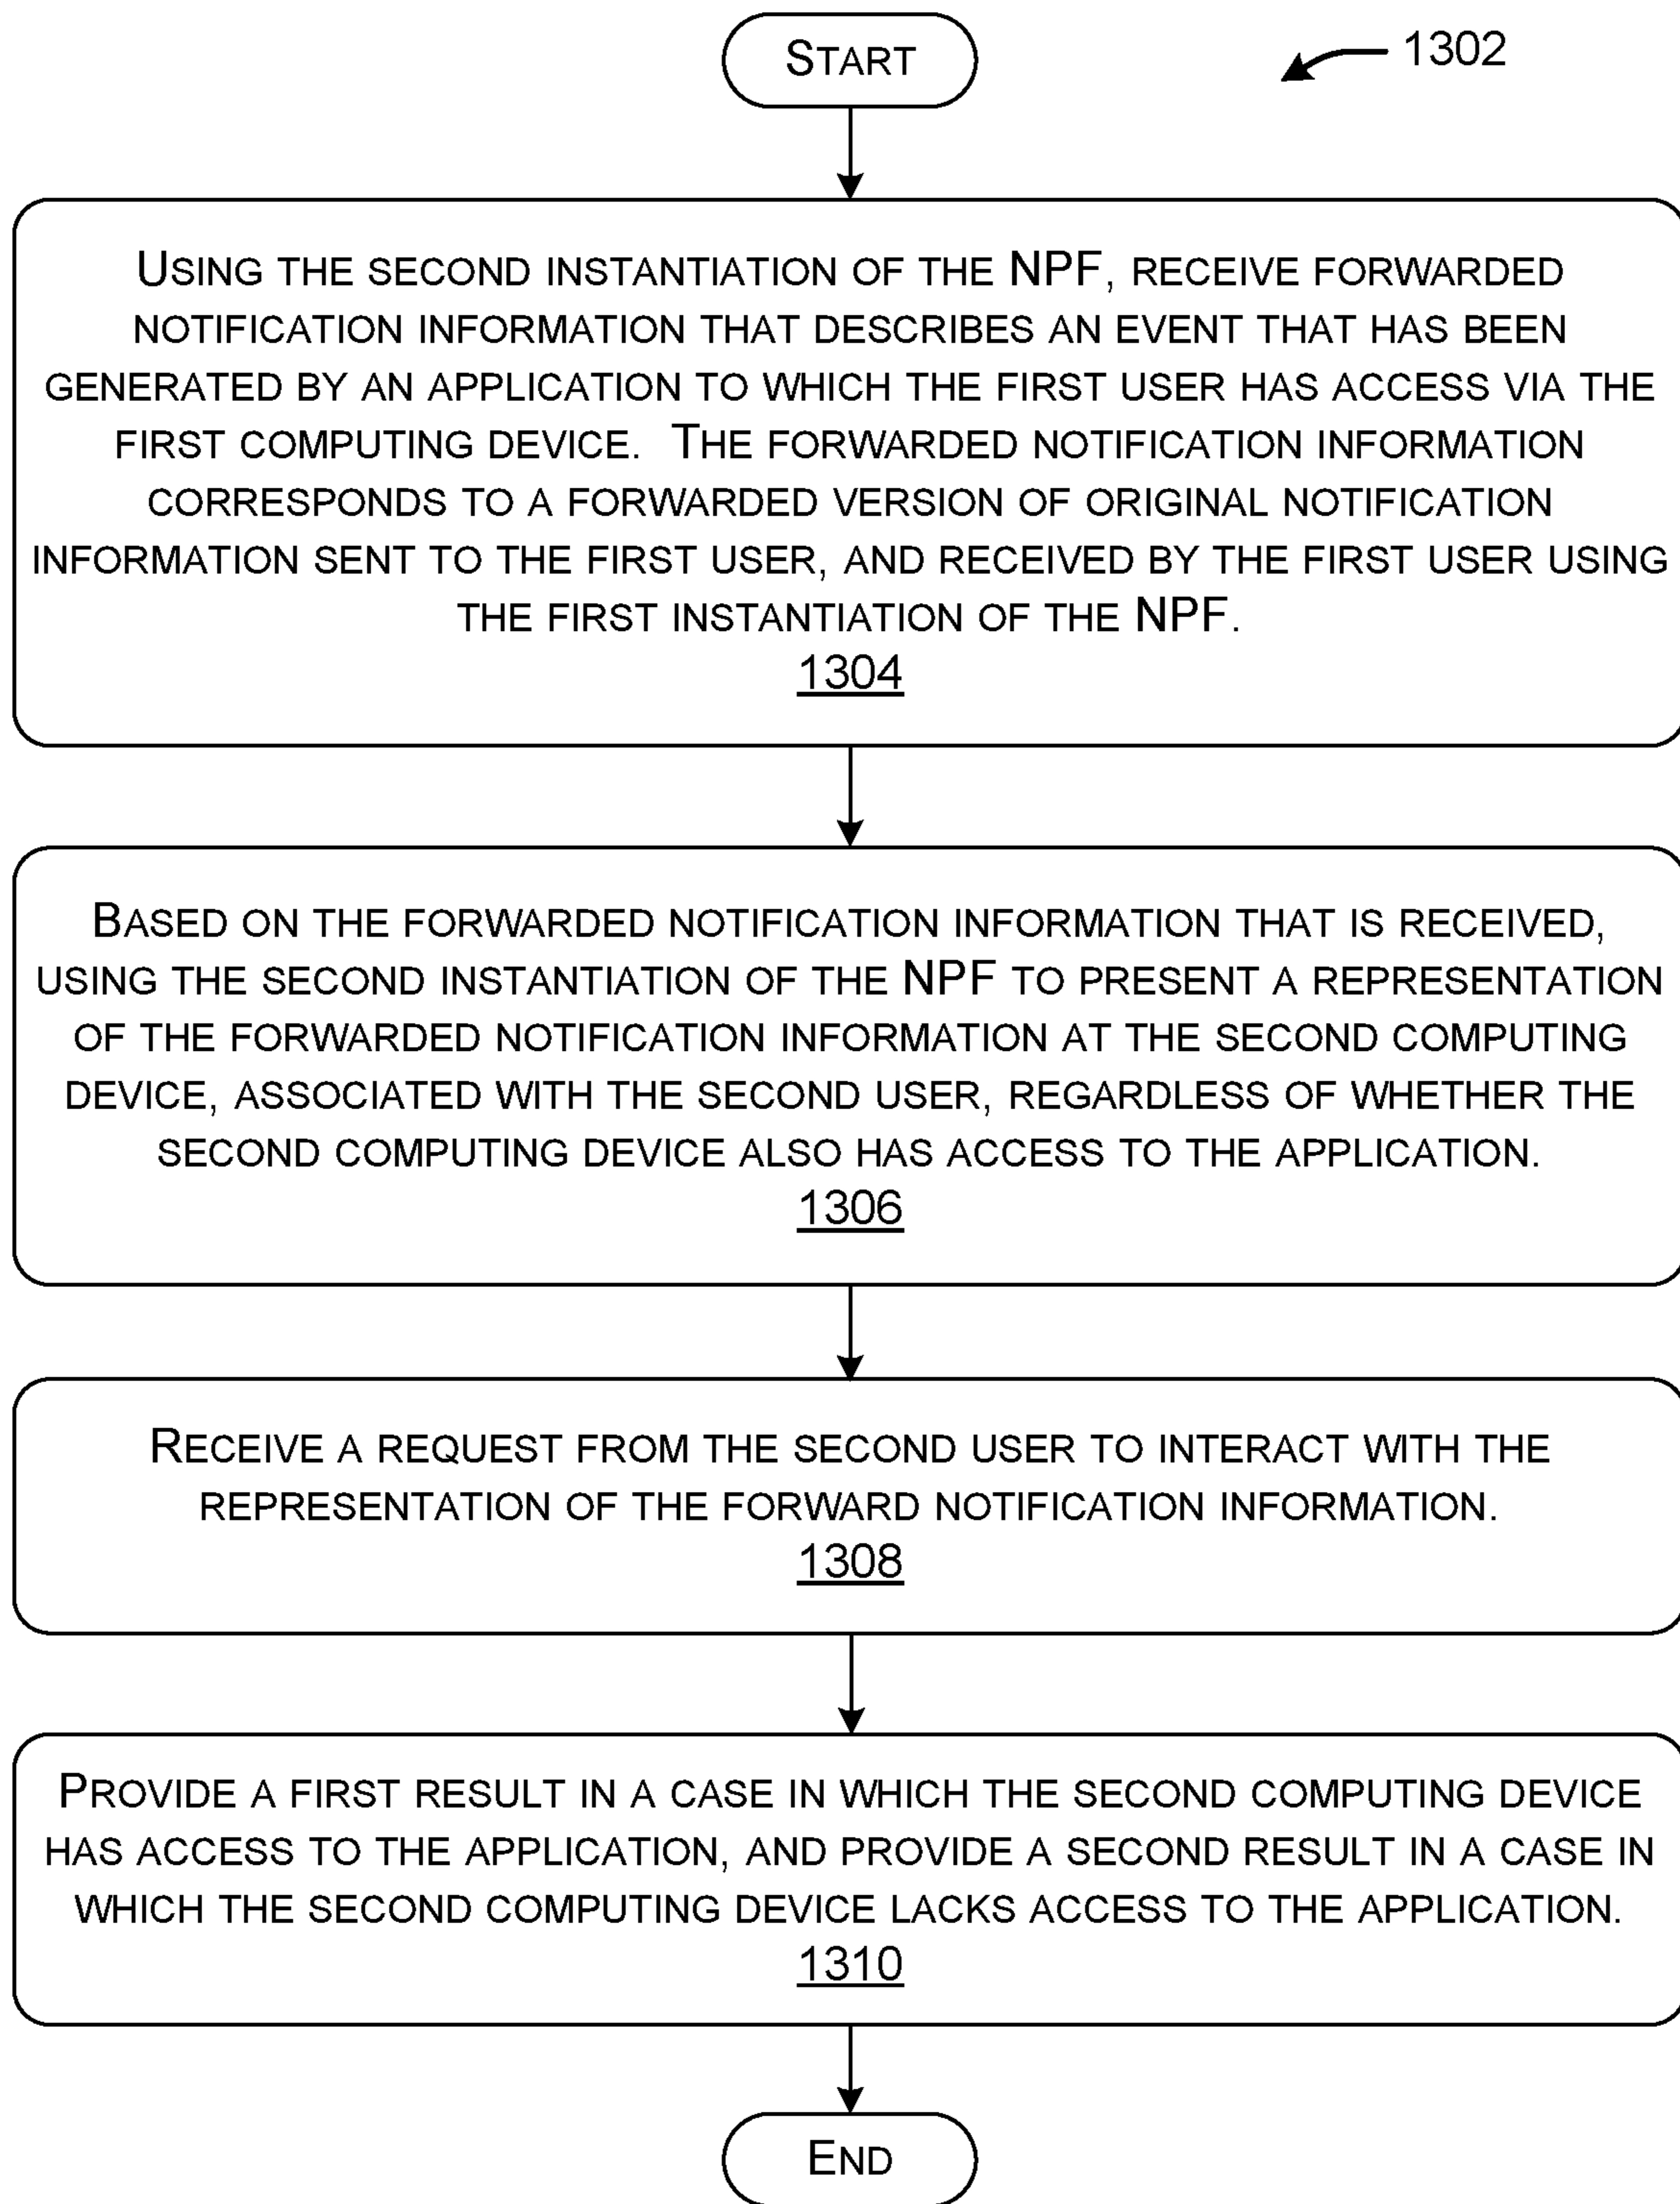 START
1302
USING THE SECOND INSTANTIATION OF THE NPF, RECEIVE FORWARDED
NOTIFICATION INFORMATION THAT DESCRIBES AN EVENT THAT HAS BEEN
GENERATED BY AN APPLICATION TO WHICH THE FIRST USER HAS ACCESS VIA THE
FIRST COMPUTING DEVICE. THE FORWARDED NOTIFICATION INFORMATION
CORRESPONDS TO A FORWARDED VERSION OF ORIGINAL NOTIFICATION
INFORMATION SENT TO THE FIRST USER, AND RECEIVED BY THE FIRST USER USING
THE FIRST INSTANTIATION OF THE NPF.
1304
BASED ON THE FORWARDED NOTIFICATION INFORMATION THAT IS RECEIVED,
USING THE SECOND INSTANTIATION OF THE NPF TO PRESENT A REPRESENTATION
OF THE FORWARDED NOTIFICATION INFORMATION AT THE SECOND COMPUTING
DEVICE, ASSOCIATED WITH THE SECOND USER, REGARDLESS OF WHETHER THE
SECOND COMPUTING DEVICE ALSO HAS ACCESS TO THE APPLICATION.
1306
RECEIVE A REQUEST FROM THE SECOND USER TO INTERACT WITH THE
REPRESENTATION OF THE FORWARD NOTIFICATION INFORMATION.
1308
PROVIDE A FIRST RESULT IN A CASE IN WHICH THE SECOND COMPUTING DEVICE
HAS ACCESS TO THE APPLICATION, AND PROVIDE A SECOND RESULT IN A CASE IN
WHICH THE SECOND COMPUTING DEVICE LACKS ACCESS TO THE APPLICATION.
1310
END